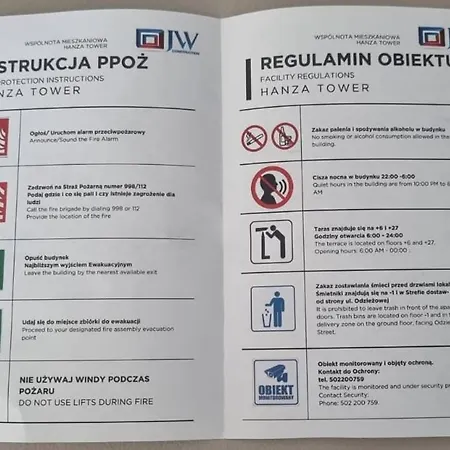 WSPÓLNOTA MIESZKANIOWA
HANZA TOWER
JW
STRUKCJA PPOŻ
PROTECTION INSTRUCTIONS
NZA TOWER
Ogłoś/ Uruchom alarm przeciwpożarowy
Announce/Sound the Fire Alarm
Zadzwoń na Straż Pożarną numer 998/112
Podaj gdzie i co się pali i czy istnieje zagrożenie dla
ludzi
Call the fire brigade by dialing 998 or 112
Provide the location of the fire
Opuść budynek
Najbliższym wyjściem Ewakuacyjnym
Leave the building by the nearest available exit
Udaj się do miejsce zbiórki do ewakuacji
Proceed to your designated fire assembly evacuation
point
NIE UŻYWAJ WINDY PODCZAS
POŻARU
DO NOT USE LIFTS DURING FIRE
WSPÓLNOTA MIESZKANIOWA
HANZA TOWER
JW
REGULAMIN OBIEKTU
FACILITY REGULATIONS
HANZA TOWER
Zakaz palenia i spożywania alkoholu w budynku
No smoking or alcohol consumption allowed in the
building.
Cisza nocna w budynku 22:00 -6:00
Quiet hours in the building are from 10:00 PM to 6
AM
Taras znajduje się na +6 i +27
Godziny otwarcia 6:00 - 24:00
The terrace is located on floors +6 and +27.
Opening hours: 6:00 AM - 00:00 .
Zakaz zostawiania śmieci przed drzwiami lokal
Śmietniki znajdują się na -1 i w Strefie dostaw
od strony ul. Odzieżowej
It is prohibited to leave trash in front of the apa
doors. Trash bins are located on floor -1 and in th
delivery zone on the ground floor, facing Odzie
Street.
OBIEKT
MONITOROWANY
Obiekt monitorowany i objęty ochroną.
Kontakt do Ochrony:
tel. 502200759
The facility is monitored and under security pr
Contact Security:
Phone: 502 200 759.